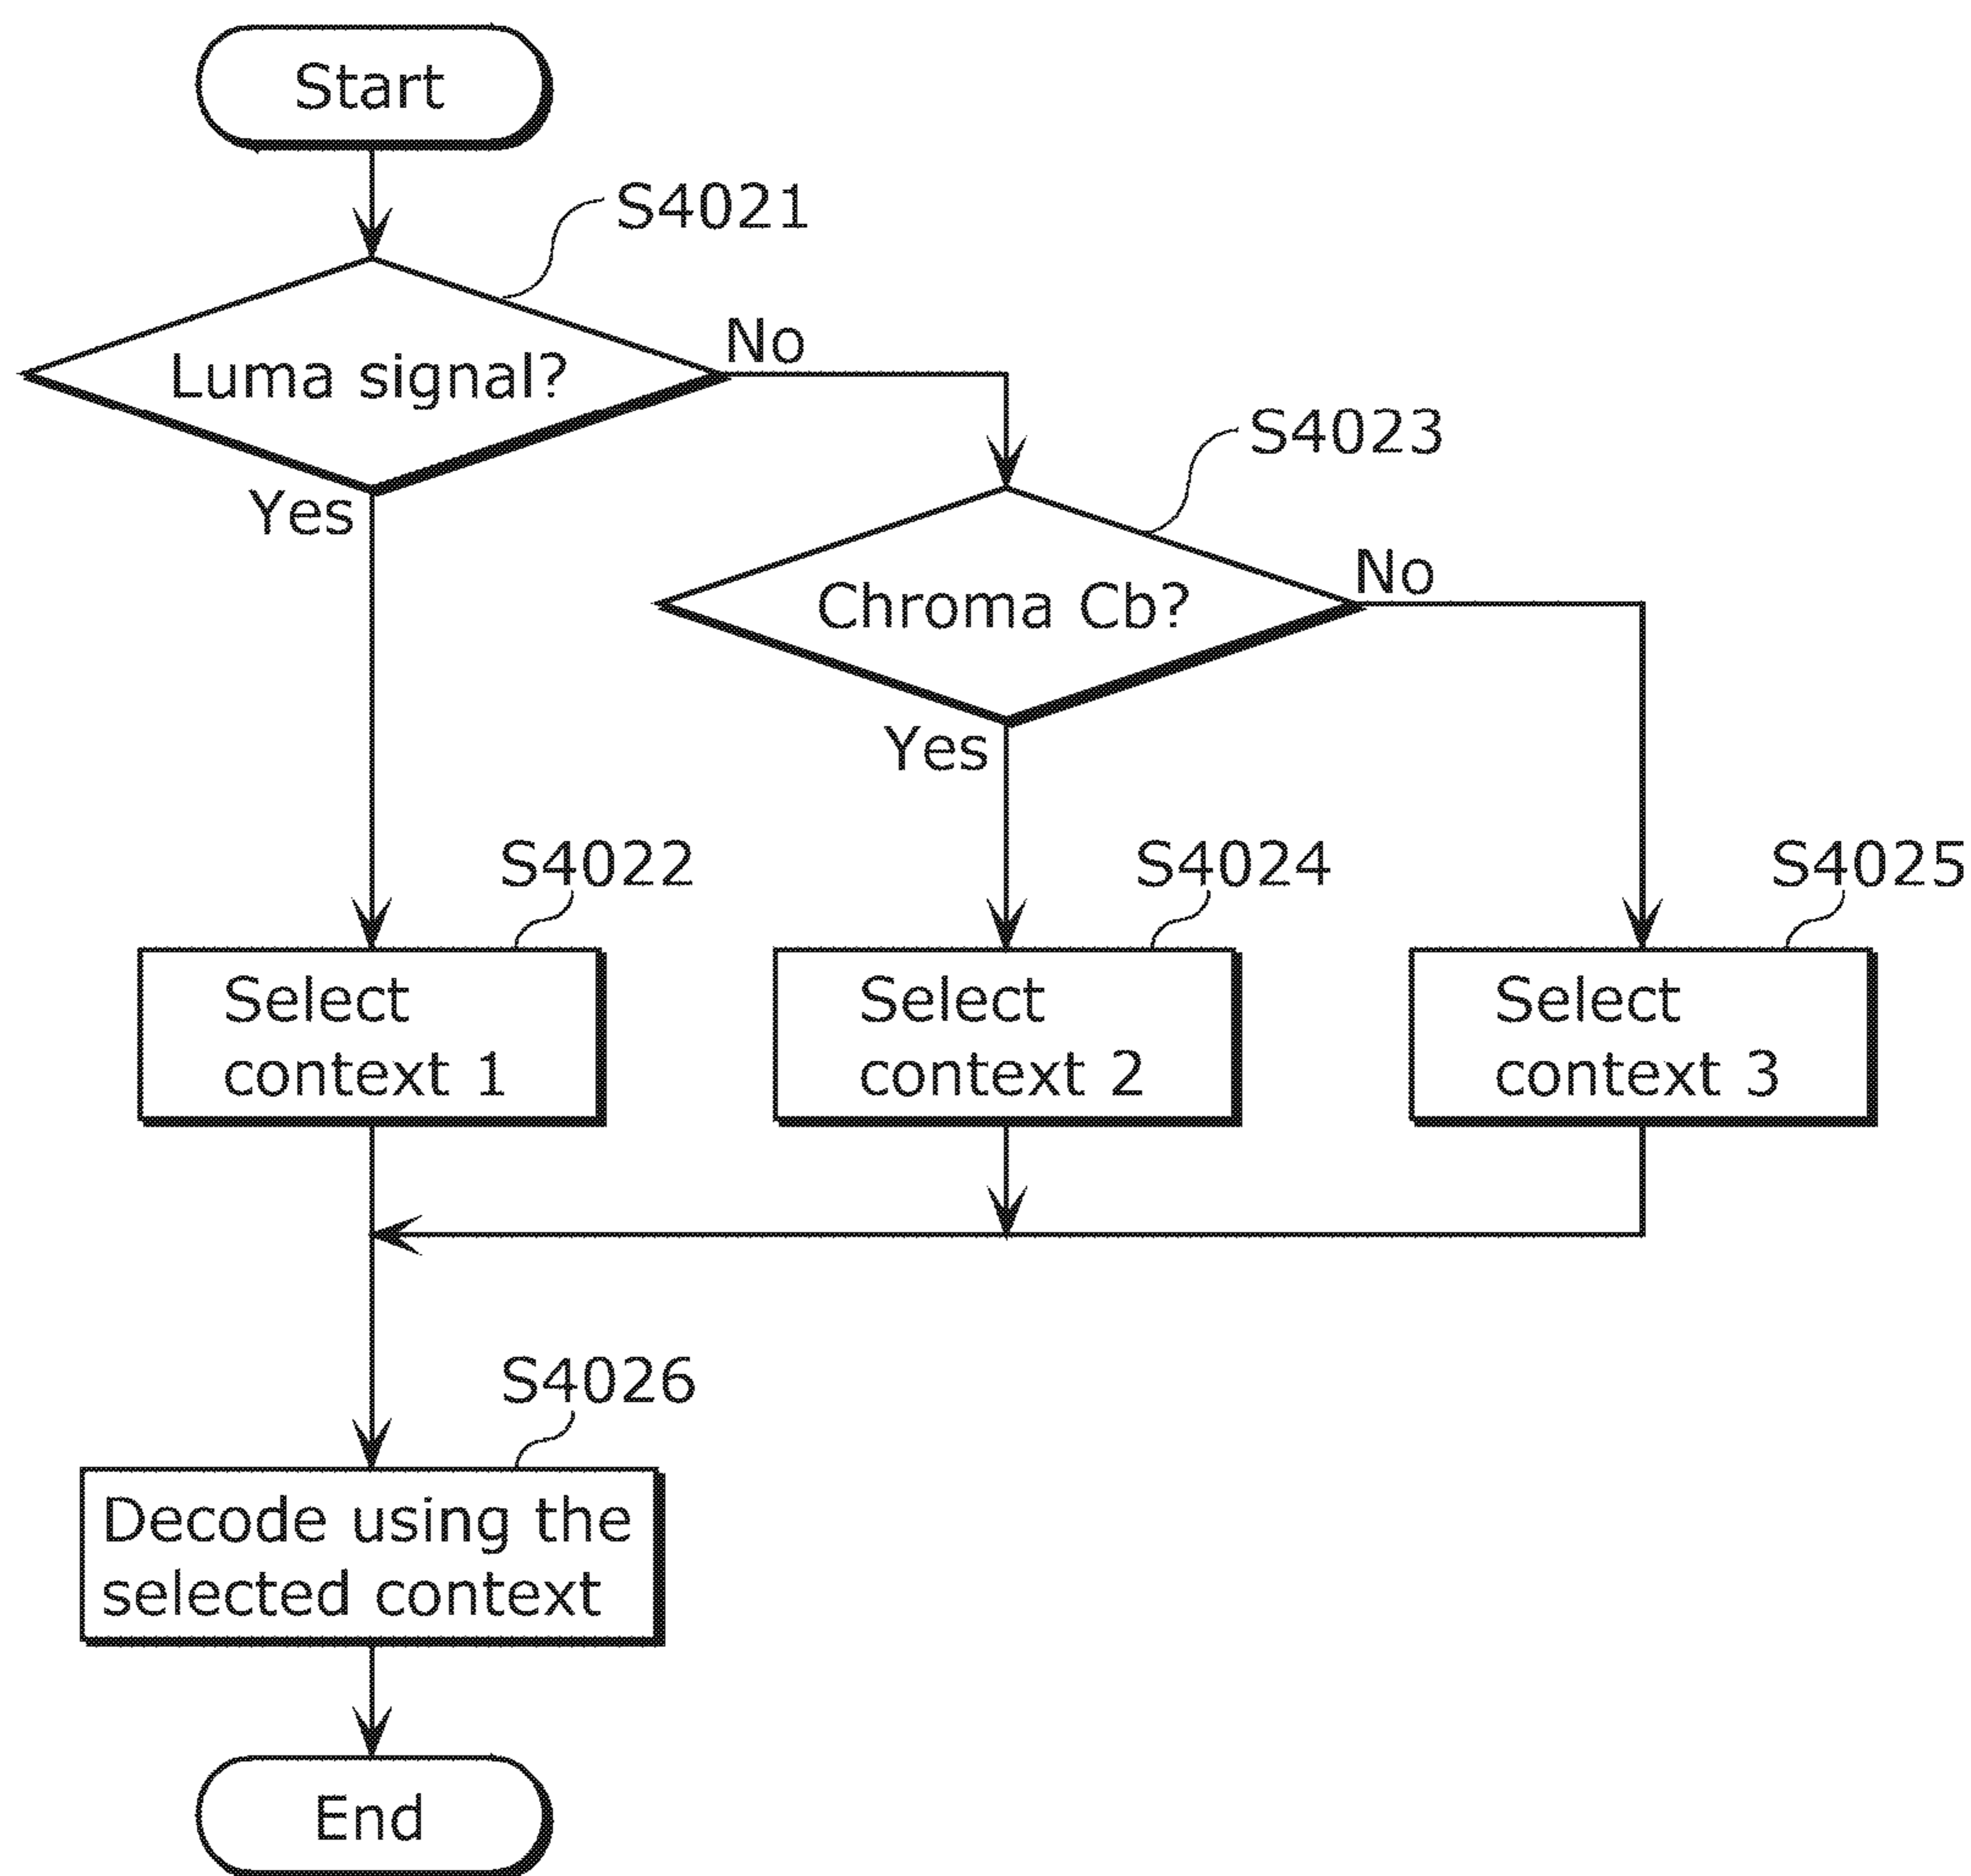 Start
S4021
Luma signal?
No
Yes
S4023
Chroma Cb?
No
Yes
S4022
Select
context 1
S4024
Select
context 2
S4025
Select
context 3
S4026
Decode using the
selected context
End